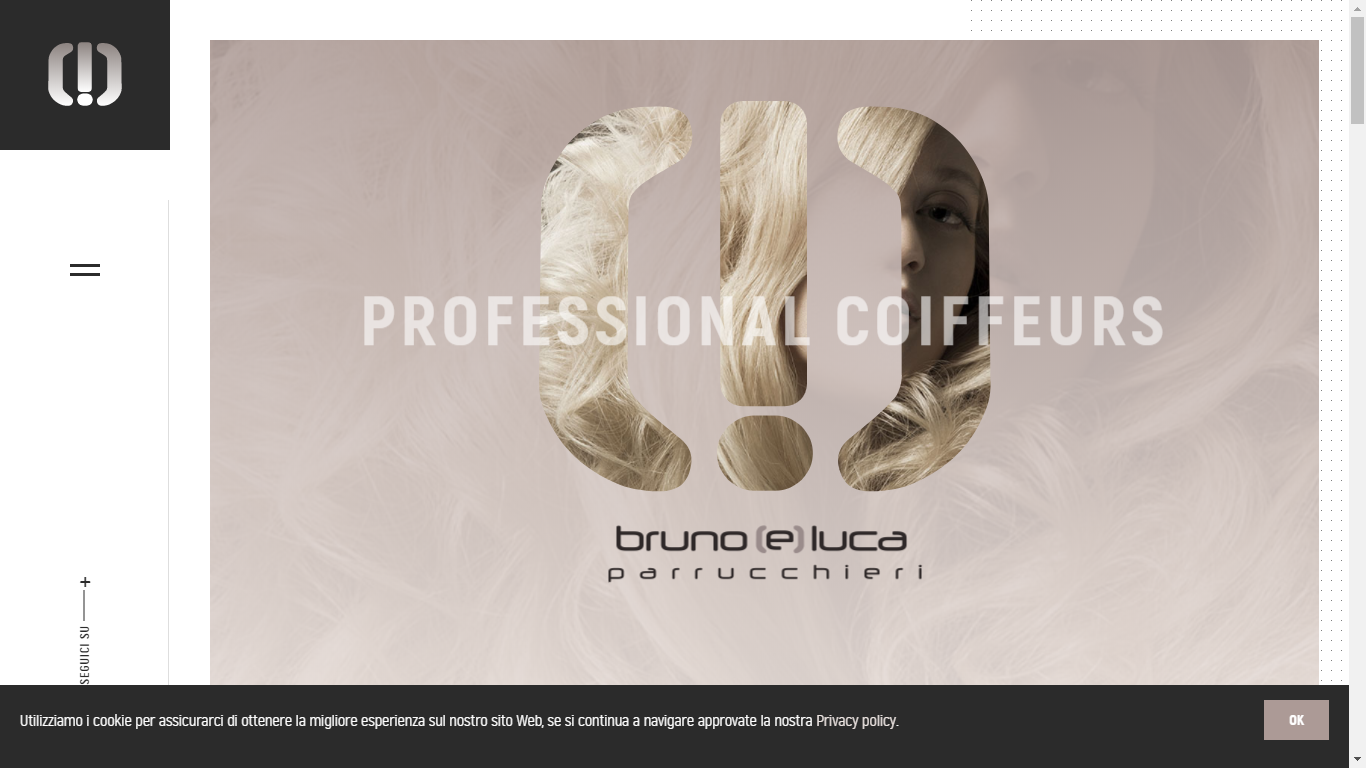 PROFESSIONAL COIFFEURS
bruno (e) luca
parrucchieri
+
SEGUICI SU
Utilizziamo i cookie per assicurarci di ottenere la migliore esperienza sul nostro sito Web, se si continua a navigare approvate la nostra Privacy policy.
OK